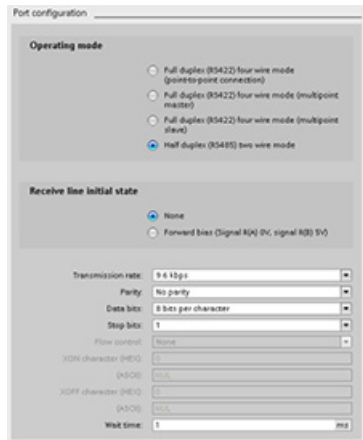 Port configuration
Operating mode
Full duplex (RS422) four wire mode
(point-to-point connection)
Full duplex (RS422) four wire mode (multipoint
master)
Full duplex (RS422) four wire mode (multipoint
slave)
Half duplex (RS485) two wire mode
Receive line initial state
None
Forward bias (Signal R(A) 0V, signal R(B) 5V)
Transmission rate: 9.6 kbps
Parity: No parity
Data bits: 8 bits per character
Stop bits: 1
Flow control: None
XON character (HEX): 0
(ASCII): NUL
XOFF character (HEX): 0
(ASCII): NUL
Wait time: 1 ms